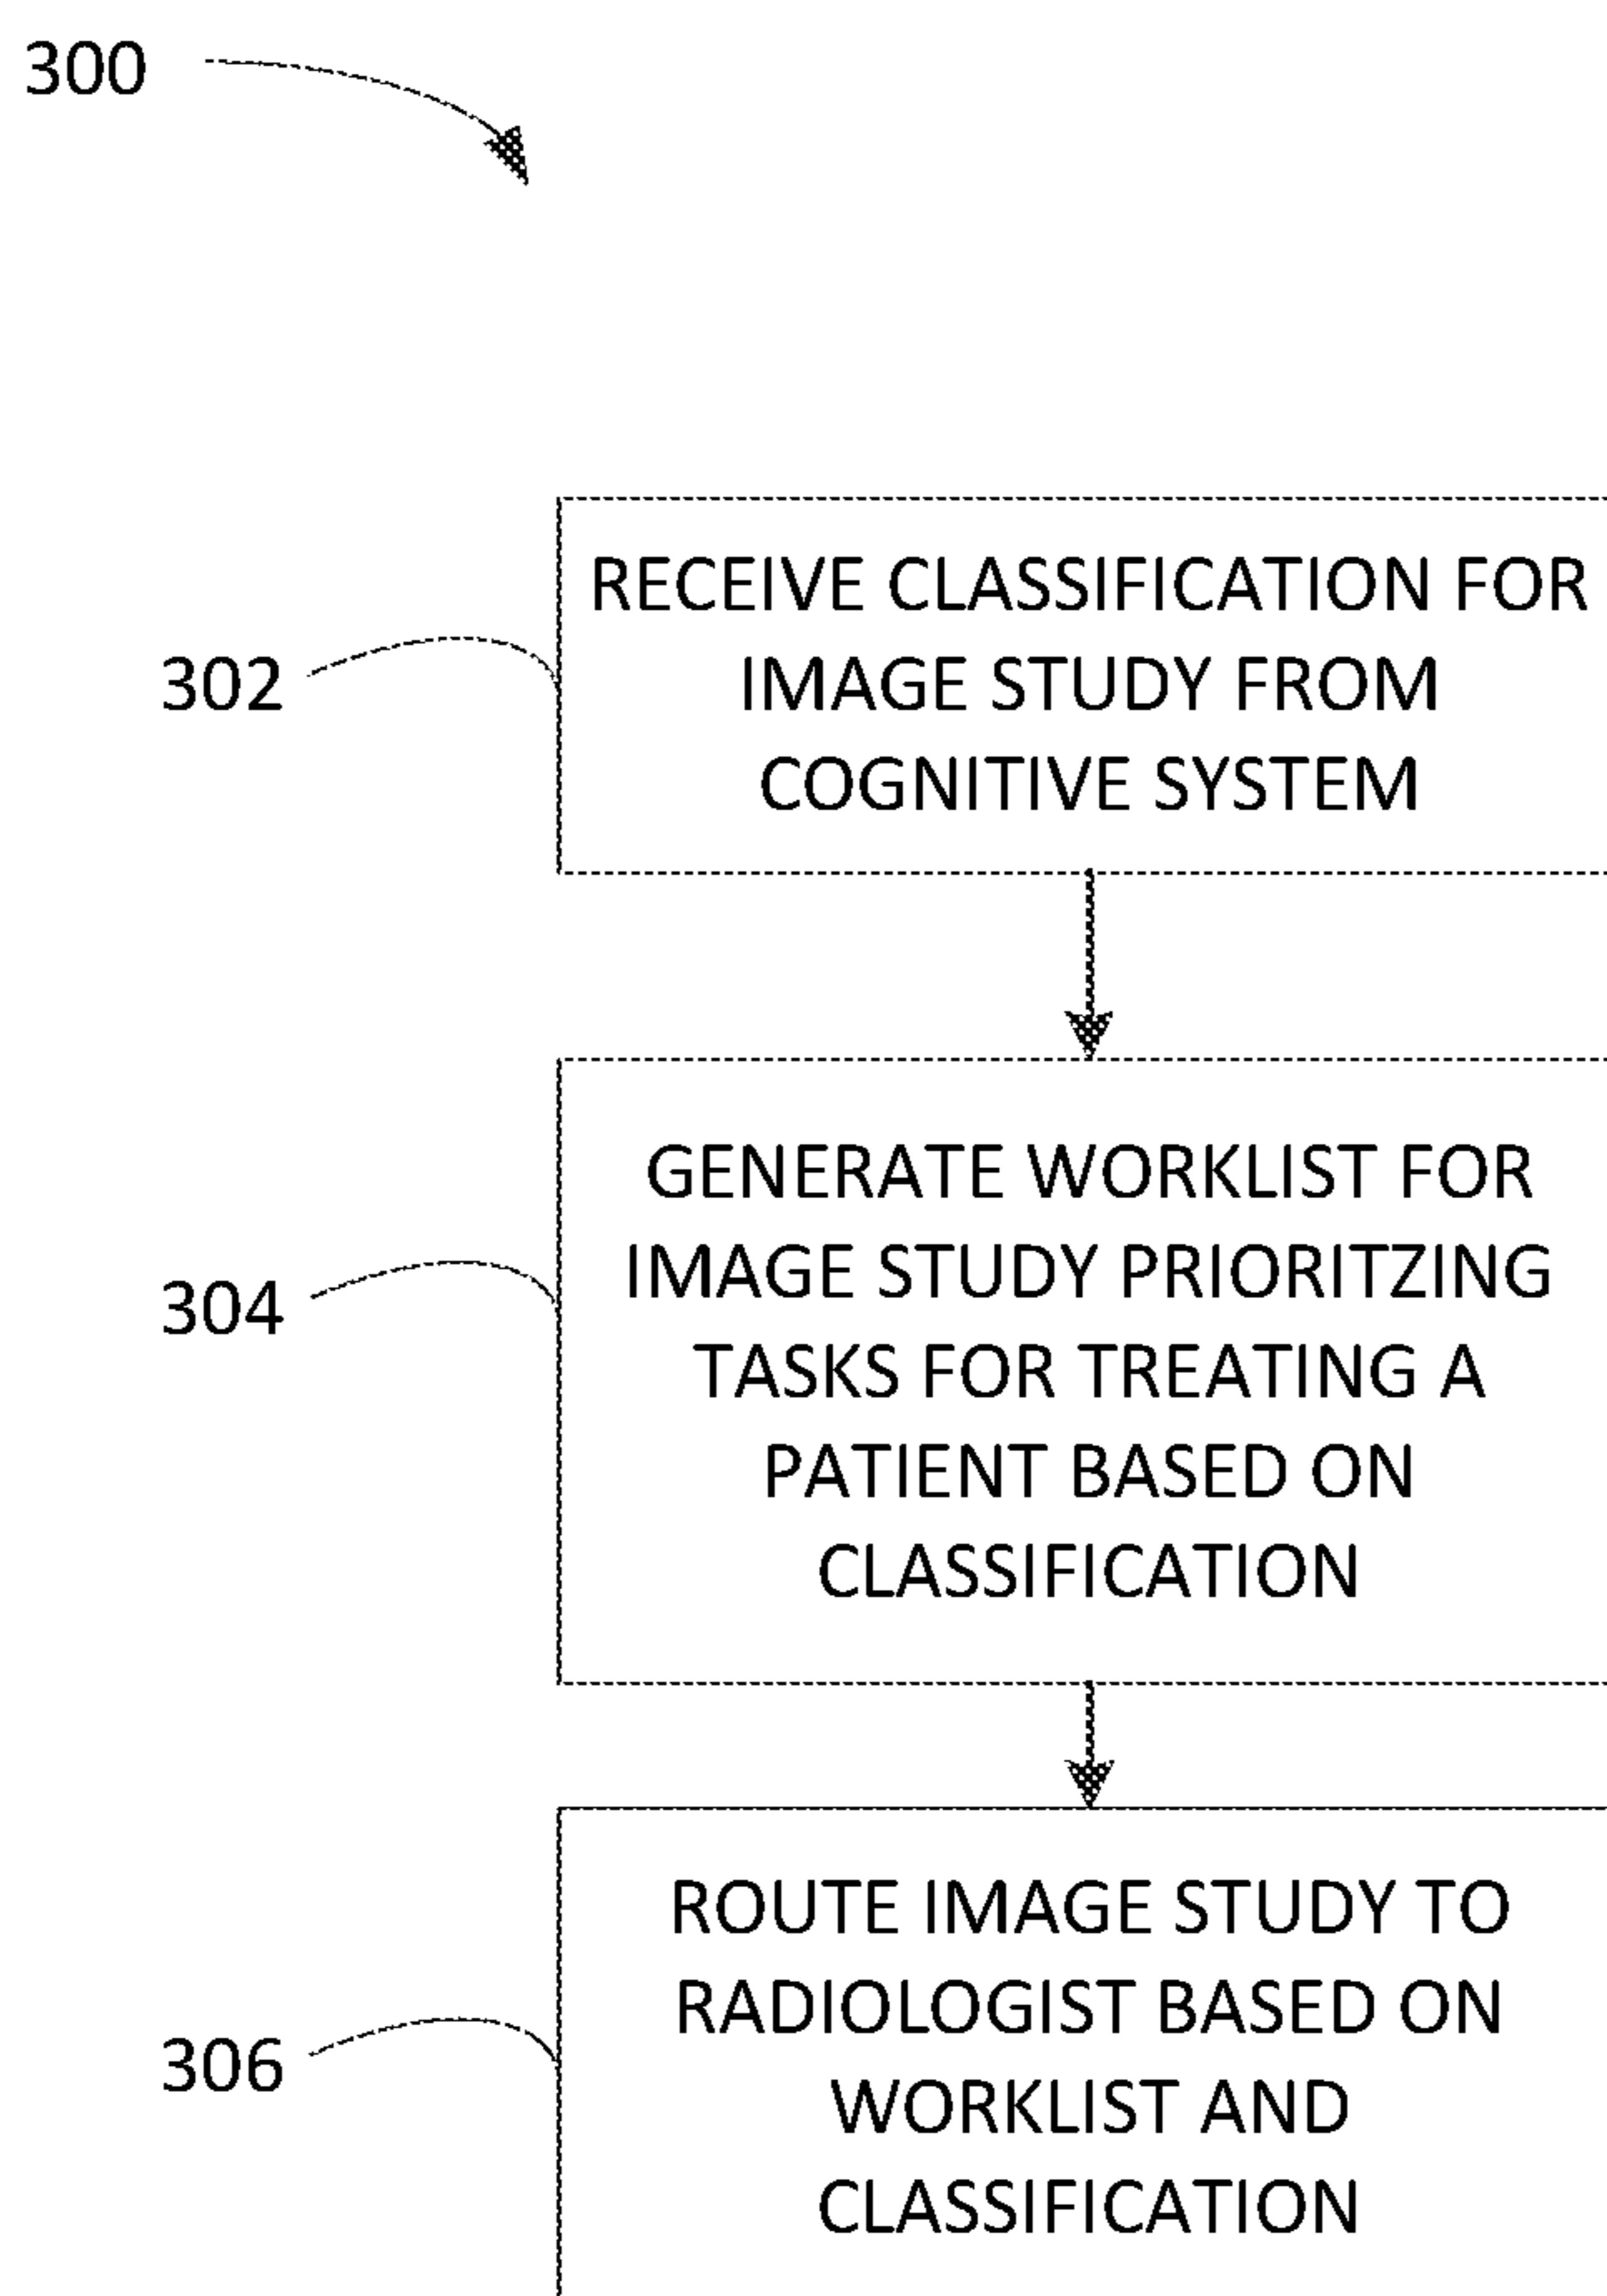 300
302
RECEIVE CLASSIFICATION FOR
IMAGE STUDY FROM
COGNITIVE SYSTEM
304
GENERATE WORKLIST FOR
IMAGE STUDY PRIORITZING
TASKS FOR TREATING A
PATIENT BASED ON
CLASSIFICATION
306
ROUTE IMAGE STUDY TO
RADIOLOGIST BASED ON
WORKLIST AND
CLASSIFICATION